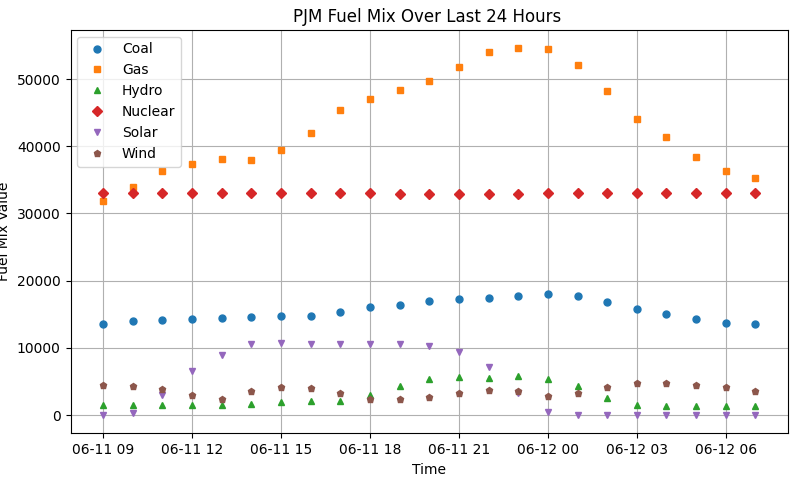 PJM Fuel Mix Over Last 24 Hours
Coal
Gas
Hydro
Nuclear
Solar
Wind
Fuel Mix Value
50000
40000
30000
20000
10000
0
06-11 09 06-11 12 06-11 15 06-11 18 06-11 21 06-12 00 06-12 03 06-12 06
Time